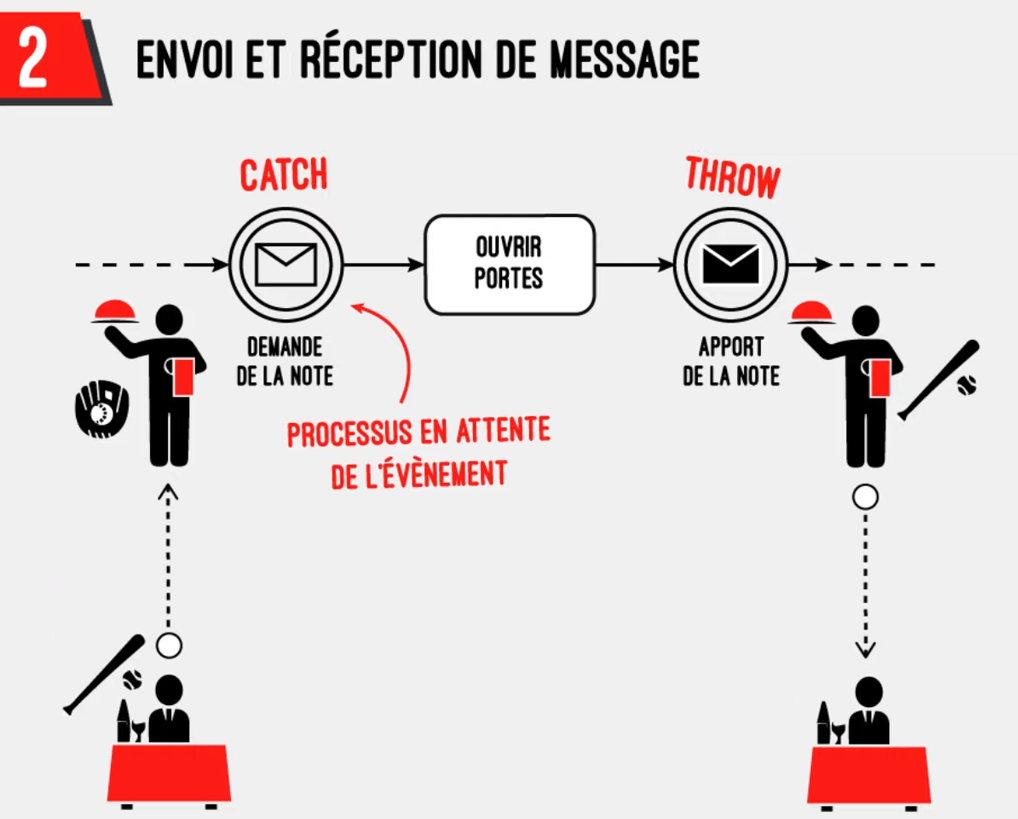 2
ENVOI ET RÉCEPTION DE MESSAGE
CATCH
THROW
OUVRIR
PORTES
DEMANDE
DE LA NOTE
APPORT
DE LA NOTE
PROCESSUS EN ATTENTE
DE L'ÉVÈNEMENT